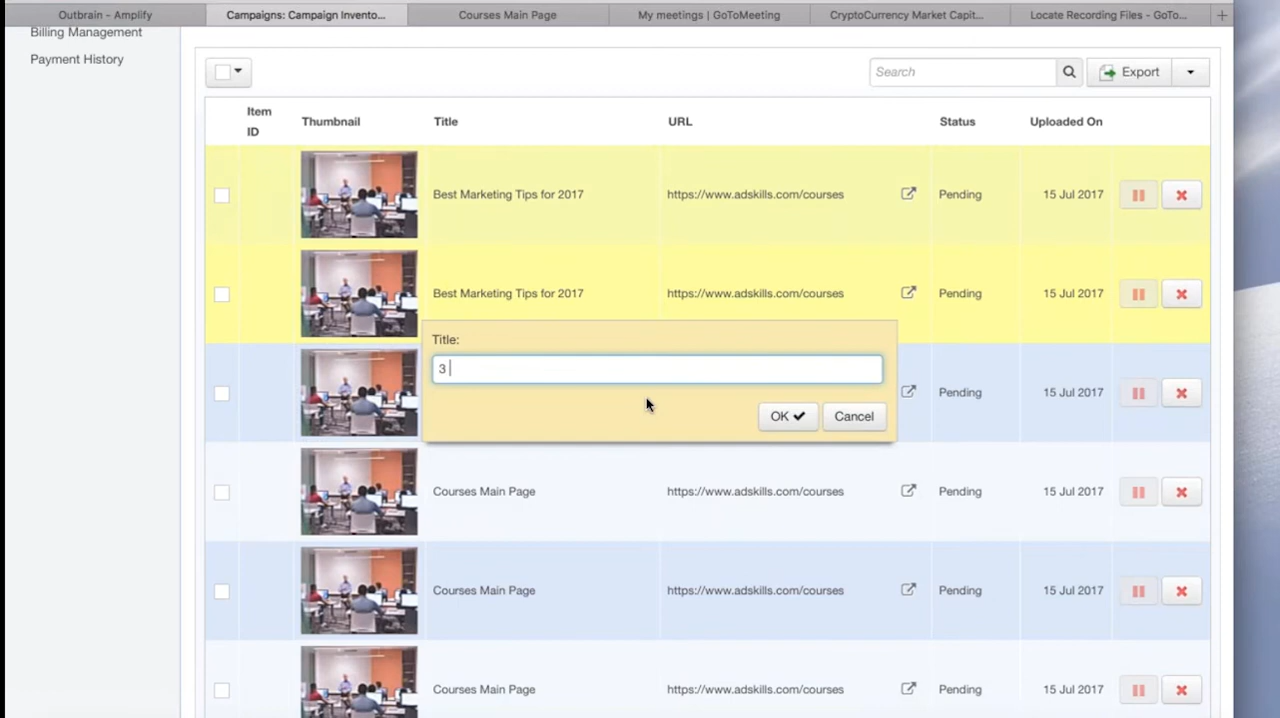 Outbrain - Amplify
Campaigns: Campaign Invento...
Courses Main Page
My meetings | GoToMeeting
CryptoCurrency Market Capit...
Locate Recording Files - GoTo...
Billing Management
Payment History
Search
Export
Item ID
Thumbnail
Title
URL
Status
Uploaded On
Best Marketing Tips for 2017
https://www.adskills.com/courses
Pending
15 Jul 2017
Best Marketing Tips for 2017
https://www.adskills.com/courses
Pending
15 Jul 2017
Title:
3
OK
Cancel
Pending
15 Jul 2017
Courses Main Page
https://www.adskills.com/courses
Pending
15 Jul 2017
Courses Main Page
https://www.adskills.com/courses
Pending
15 Jul 2017
Courses Main Page
https://www.adskills.com/courses
Pending
15 Jul 2017